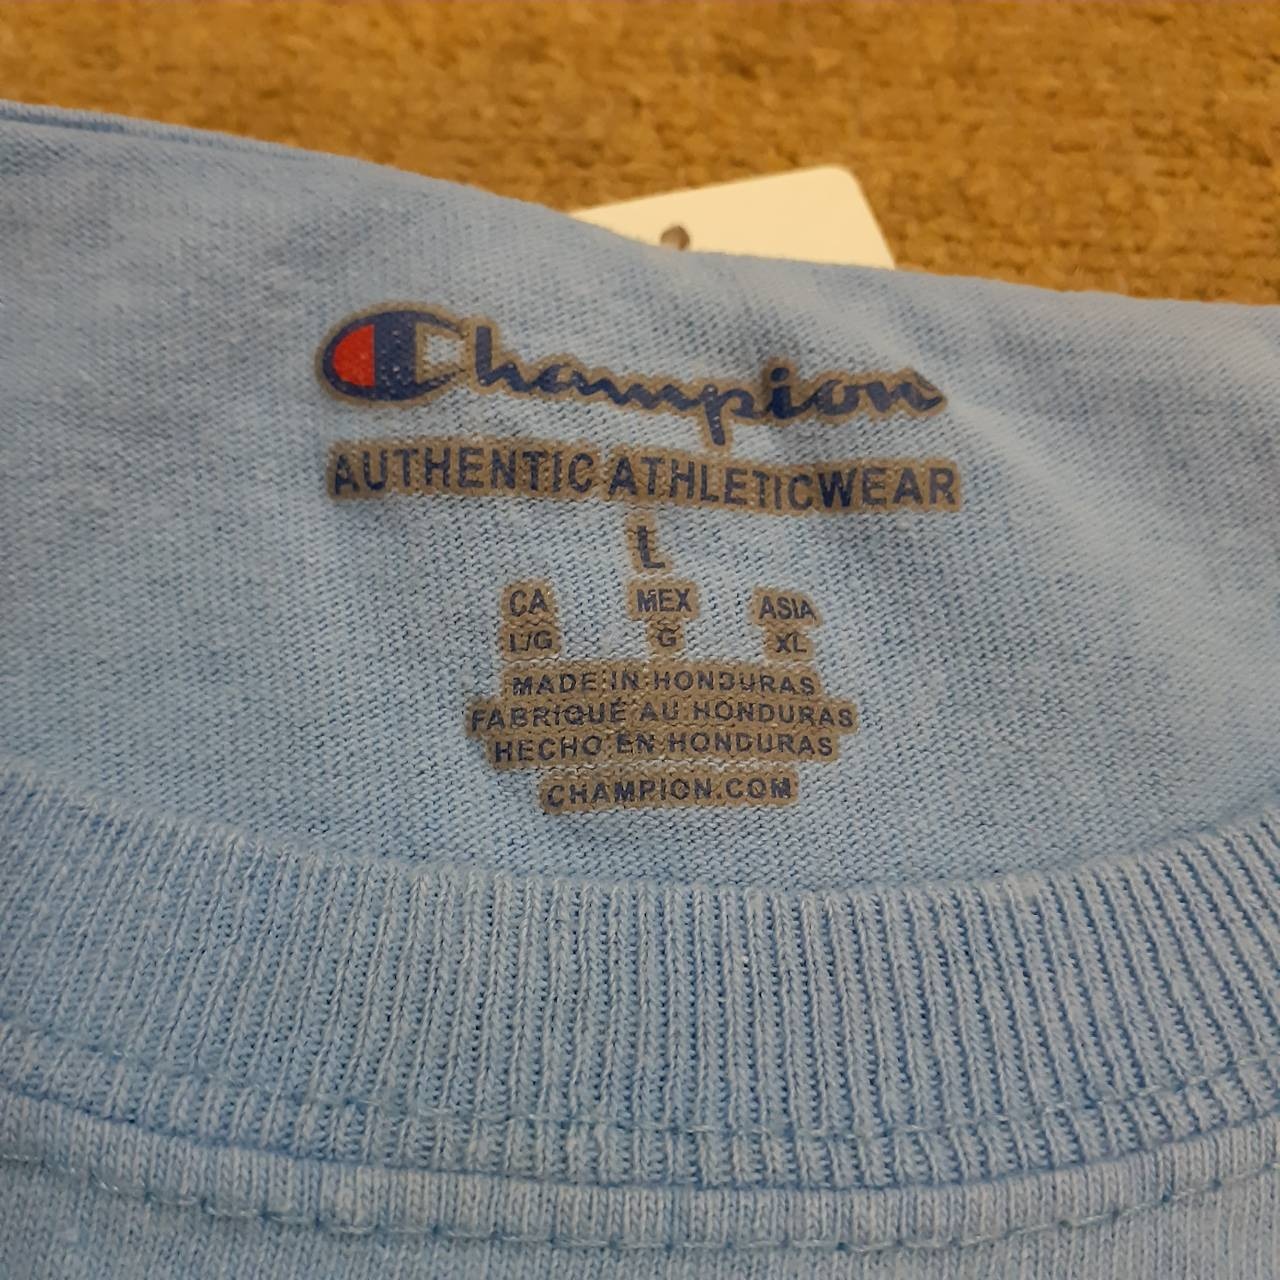 Champion
AUTHENTIC ATHLETICWEAR
L
CA MEX ASIA
L/G G XL
MADE IN HONDURAS
FABRIQUÉ AU HONDURAS
HECHO EN HONDURAS
CHAMPION.COM